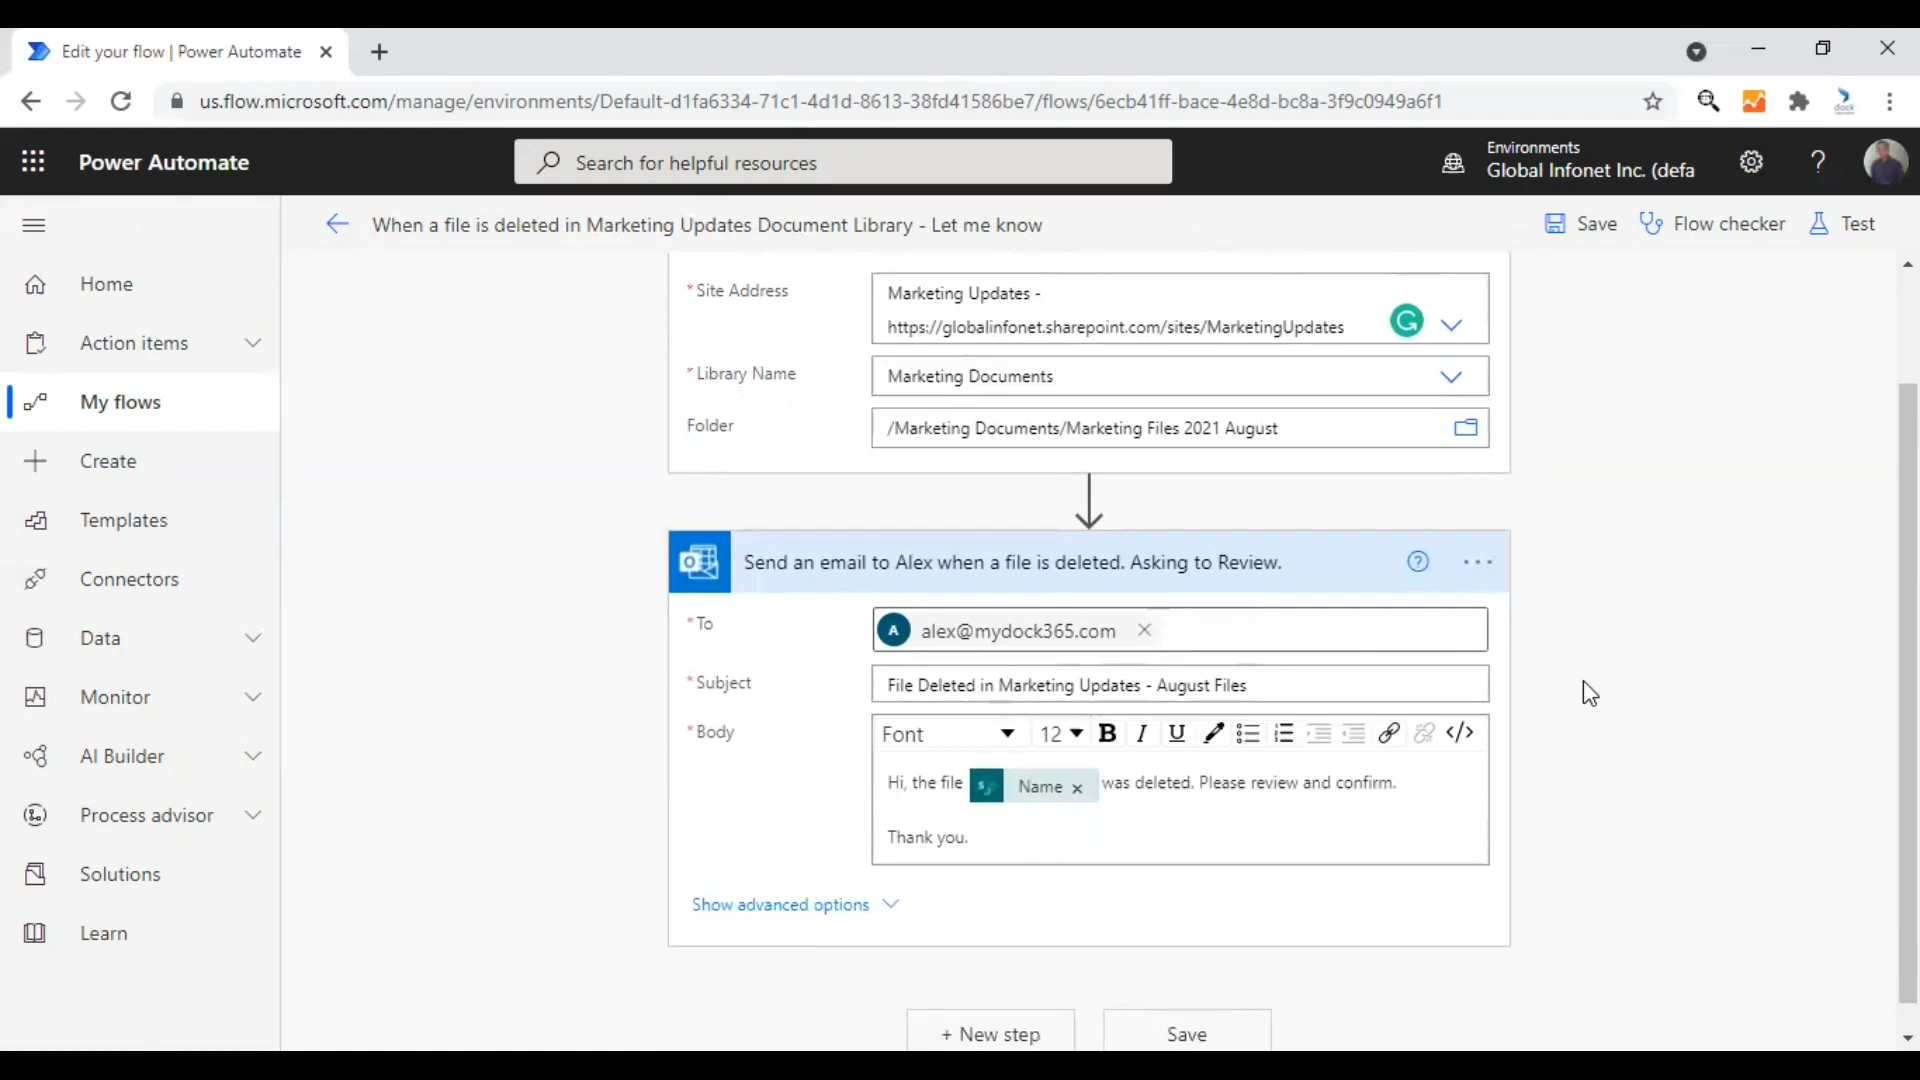 Edit your flow | Power Automate
us.flow.microsoft.com/manage/environments/Default-d1fa6334-71c1-4d1d-8613-38fd41586be7/flows/6ecb41ff-bace-4e8d-bc8a-3f9c0949a6f1
dock
Power Automate
Search for helpful resources
Environments
Global Infonet Inc. (defa
When a file is deleted in Marketing Updates Document Library - Let me know
Save
Flow checker
Test
Home
Action items
My flows
Create
Templates
Connectors
Data
Monitor
AI Builder
Process advisor
Solutions
Learn
* Site Address
Marketing Updates -
https://globalinfonet.sharepoint.com/sites/MarketingUpdates
* Library Name
Marketing Documents
Folder
/Marketing Documents/Marketing Files 2021 August
Send an email to Alex when a file is deleted. Asking to Review.
* To
A alex@mydock365.com
* Subject
File Deleted in Marketing Updates - August Files
* Body
Font 12 B I U </>
Hi, the file Name × was deleted. Please review and confirm.
Thank you.
Show advanced options
+ New step
Save